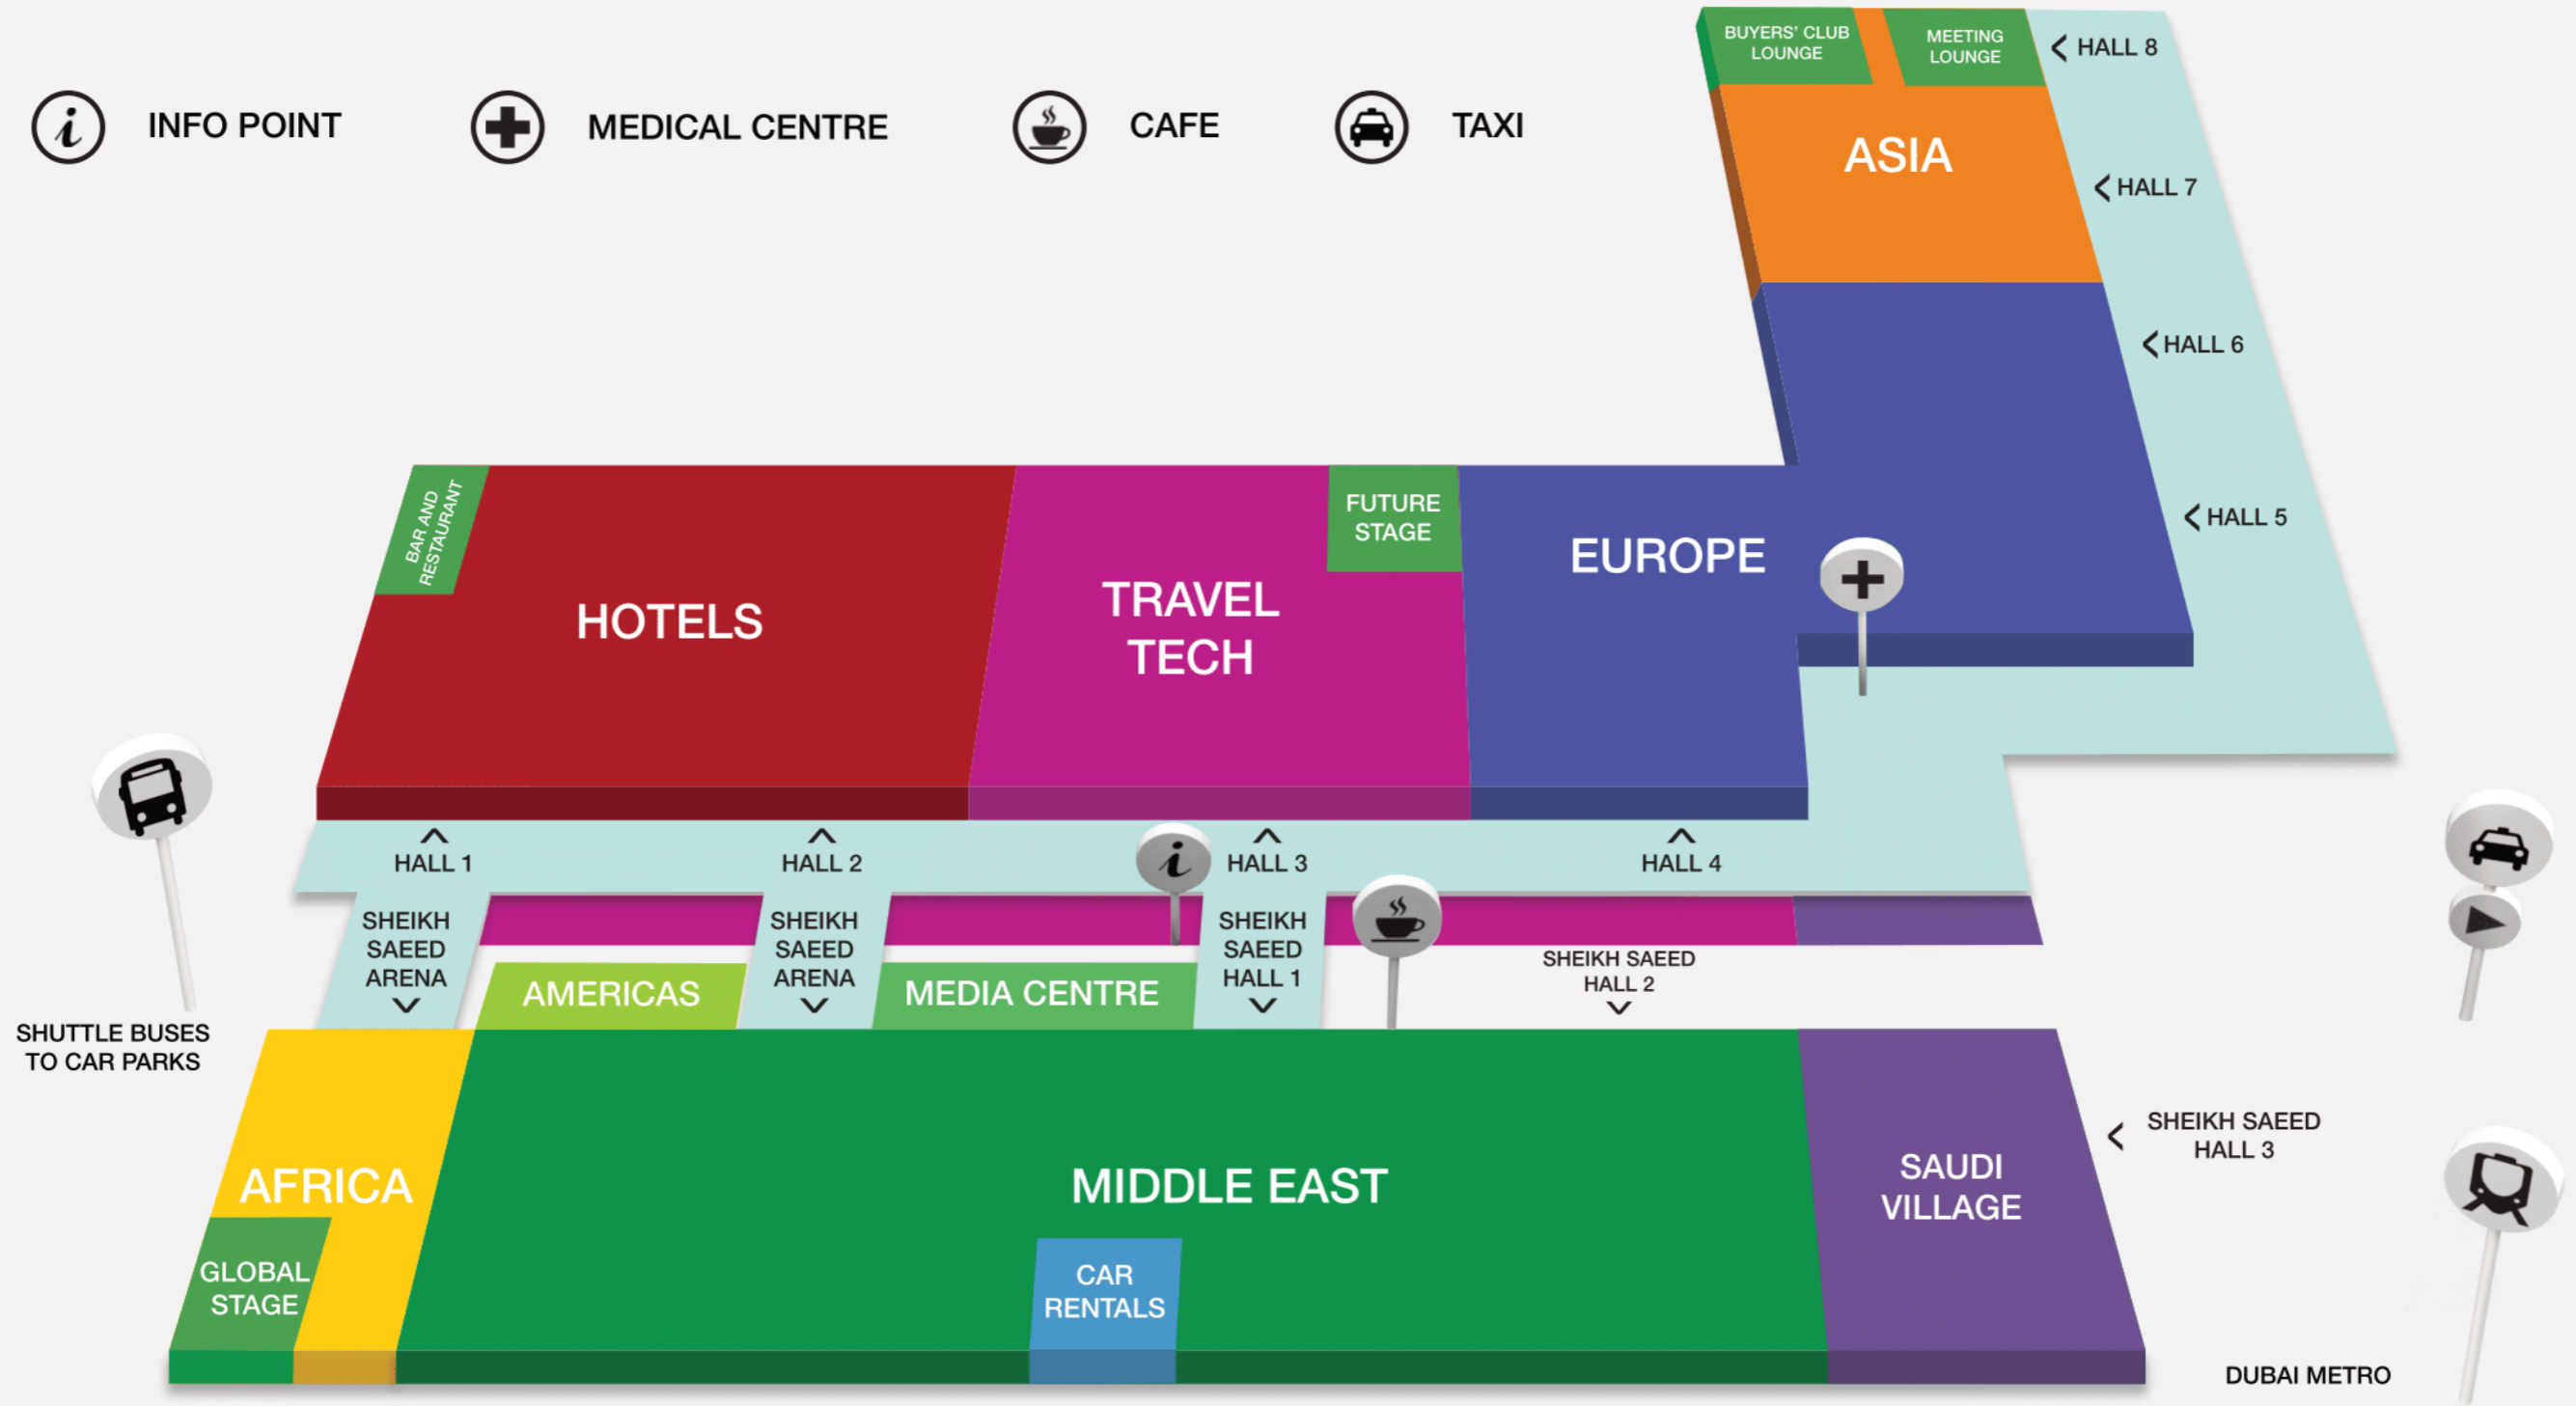 INFO POINT
MEDICAL CENTRE
CAFE
TAXI
BUYERS' CLUB
LOUNGE
MEETING
LOUNGE
< HALL 8
ASIA
< HALL 7
< HALL 6
< HALL 5
BAR AND
RESTAURANT
HOTELS
TRAVEL
TECH
FUTURE
STAGE
EUROPE
HALL 1
HALL 2
HALL 3
HALL 4
SHEIKH
SAEED
ARENA
SHEIKH
SAEED
ARENA
SHEIKH
SAEED
HALL 1
SHEIKH SAEED
HALL 2
AMERICAS
MEDIA CENTRE
SHUTTLE BUSES
TO CAR PARKS
AFRICA
MIDDLE EAST
SAUDI
VILLAGE
< SHEIKH SAEED
HALL 3
GLOBAL
STAGE
CAR
RENTALS
DUBAI METRO